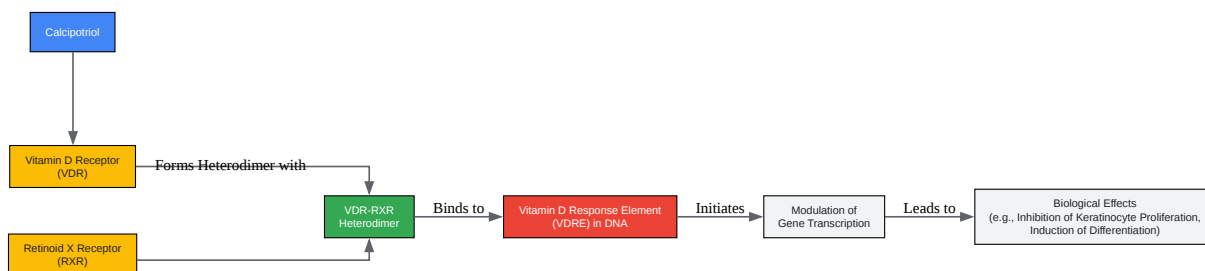 Calcipotriol
Vitamin D Receptor
(VDR)
Forms Heterodimer with
Retinoid X Receptor
(RXR)
VDR-RXR
Heterodimer
Binds to
Vitamin D Response Element
(VDRE) in DNA
Initiates
Modulation of
Gene Transcription
Leads to
Biological Effects
(e.g., Inhibition of Keratinocyte Proliferation,
Induction of Differentiation)